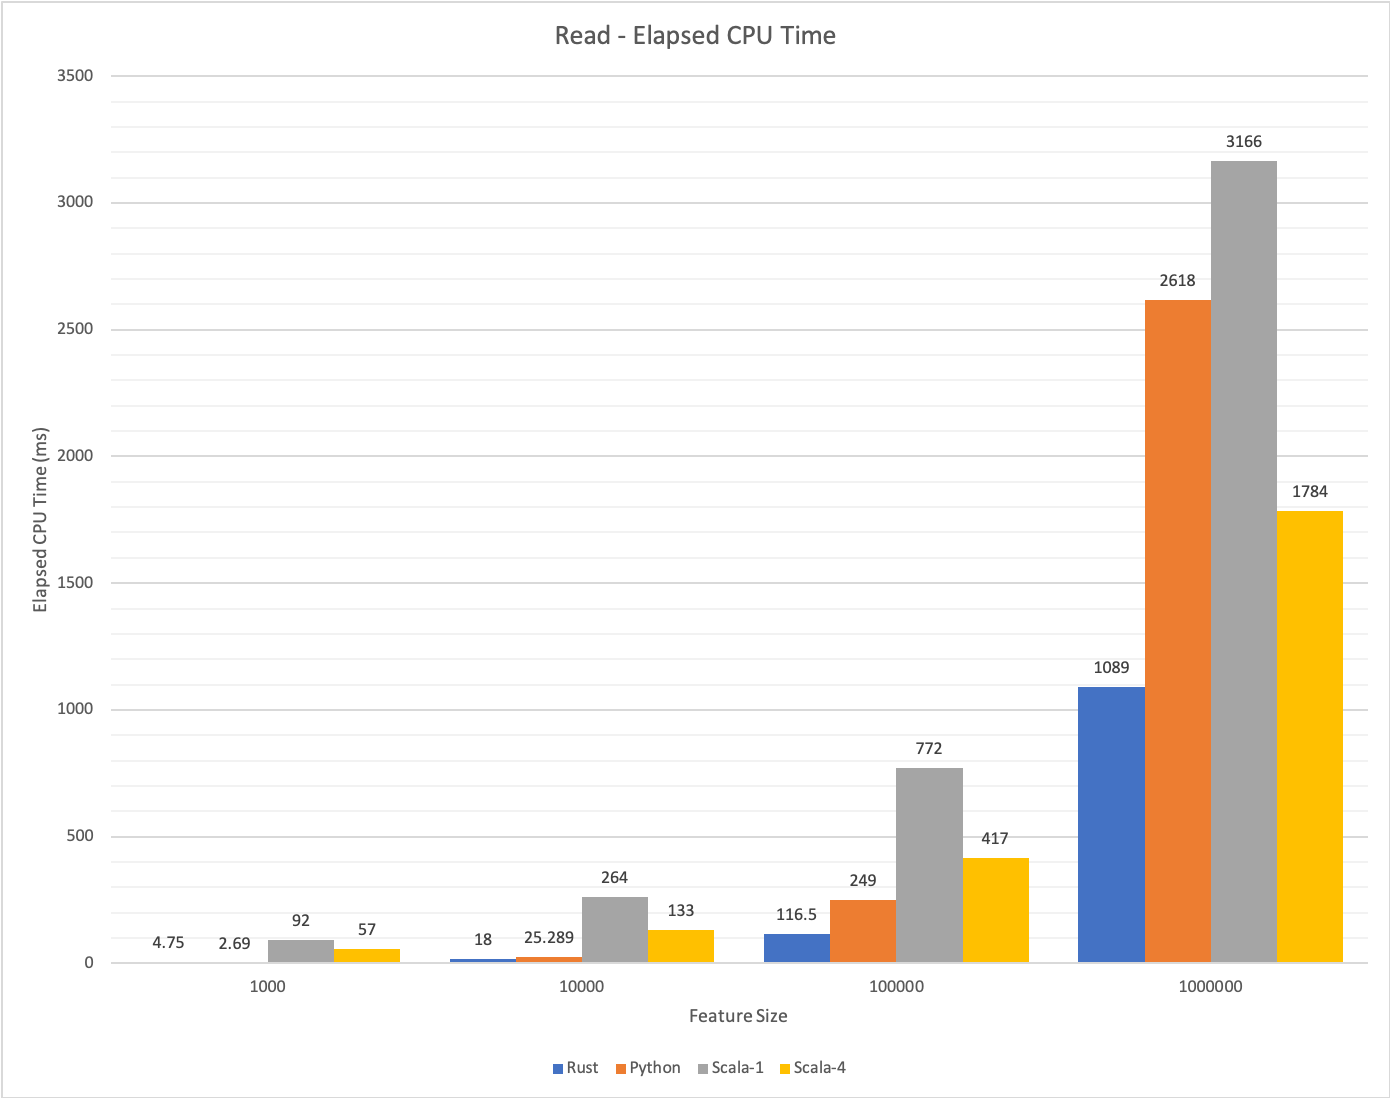 Read - Elapsed CPU Time
3500
3000
2500
2000
1500
1000
500
0
Elapsed CPU Time (ms)
4.75 2.69 92 57
18 25.289 264 133
116.5 249 772 417
1089 2618 3166 1784
1000 10000 100000 1000000
Feature Size
Rust Python Scala-1 Scala-4